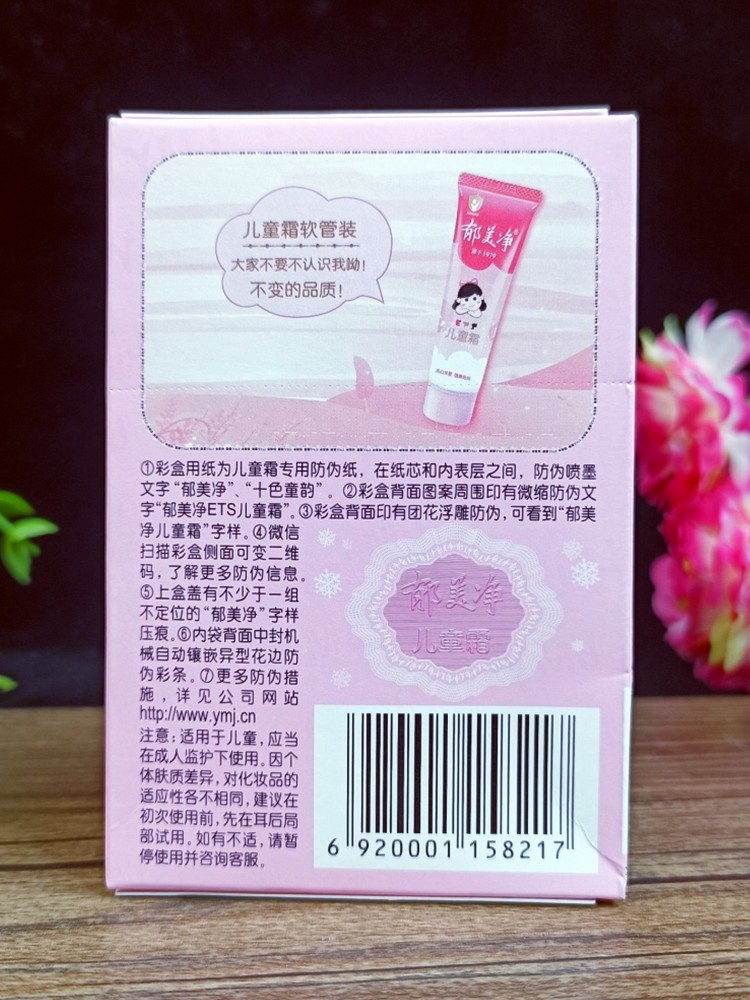 儿童霜软管装
大家不要不认识我呦！
不变的品质！
郁美净
始于1979
儿童霜
①彩盒用纸为儿童霜专用防伪纸，在纸芯和内表层之间，防伪喷墨
文字“郁美净”、“十色童韵”。②彩盒背面图案周围印有微缩防伪文
字“郁美净ETS儿童霜”。③彩盒背面印有团花浮雕防伪，可看到“郁美
净儿童霜”字样。④微信
扫描彩盒侧面可变二维
码，了解更多防伪信息。
⑤上盒盖有不少于一组
不定位的“郁美净”字样
压痕。⑥内袋背面中封机
械自动镶嵌异型花边防
伪彩条。⑦更多防伪措
施，详见公司网站
http://www.ymj.cn
注意：适用于儿童，应当
在成人监护下使用。因个
体肤质差异，对化妆品的
适应性各不相同，建议在
初次使用前，先在耳后局
部试用。如有不适，请暂
停使用并咨询客服。
郁美净
儿童霜
6 920001 158217